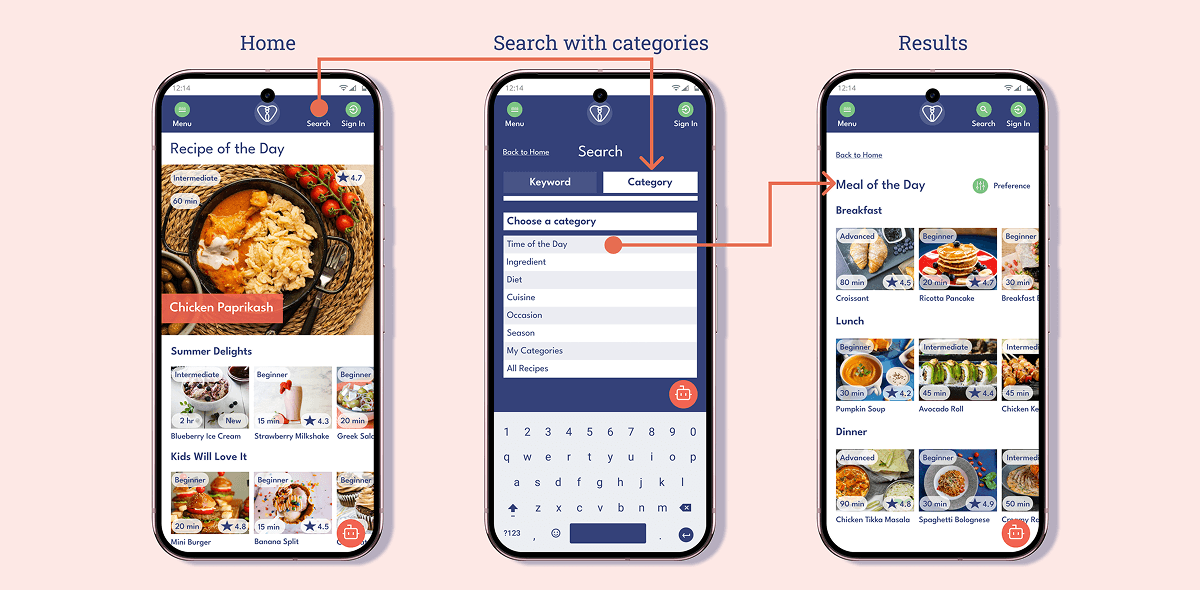 Home
Search with categories
Results
12:14
Menu
Search
Sign In
Recipe of the Day
Intermediate
4.7
60 min
Chicken Paprikash
Summer Delights
Intermediate
Beginner
Beginner
2 hr
New
15 min
4.3
20 min
Blueberry Ice Cream
Strawberry Milkshake
Greek Sala
Kids Will Love It
Beginner
Beginner
Beginner
20 min
4.8
15 min
4.5
Mini Burger
Banana Split
12:14
Menu
Sign In
Back to Home
Search
Keyword
Category
Choose a category
Time of the Day
Ingredient
Diet
Cuisine
Occasion
Season
My Categories
All Recipes
1 2 3 4 5 6 7 8 9 0
q w e r t y u i o p
a s d f g h j k l
z x c v b n m
?123 , .
12:14
Menu
Search
Sign In
Back to Home
Meal of the Day
Preference
Breakfast
Advanced
Beginner
Beginner
80 min
4.5
20 min
4.7
30 min
Croissant
Ricotta Pancake
Breakfast B
Lunch
Beginner
Intermediate
Intermedi
30 min
4.2
45 min
4.4
45 min
Pumpkin Soup
Avocado Roll
Chicken Ke
Dinner
Advanced
Beginner
Intermedi
90 min
4.8
30 min
4.9
50 min
Chicken Tikka Masala
Spaghetti Bolognese
Creamy Ra